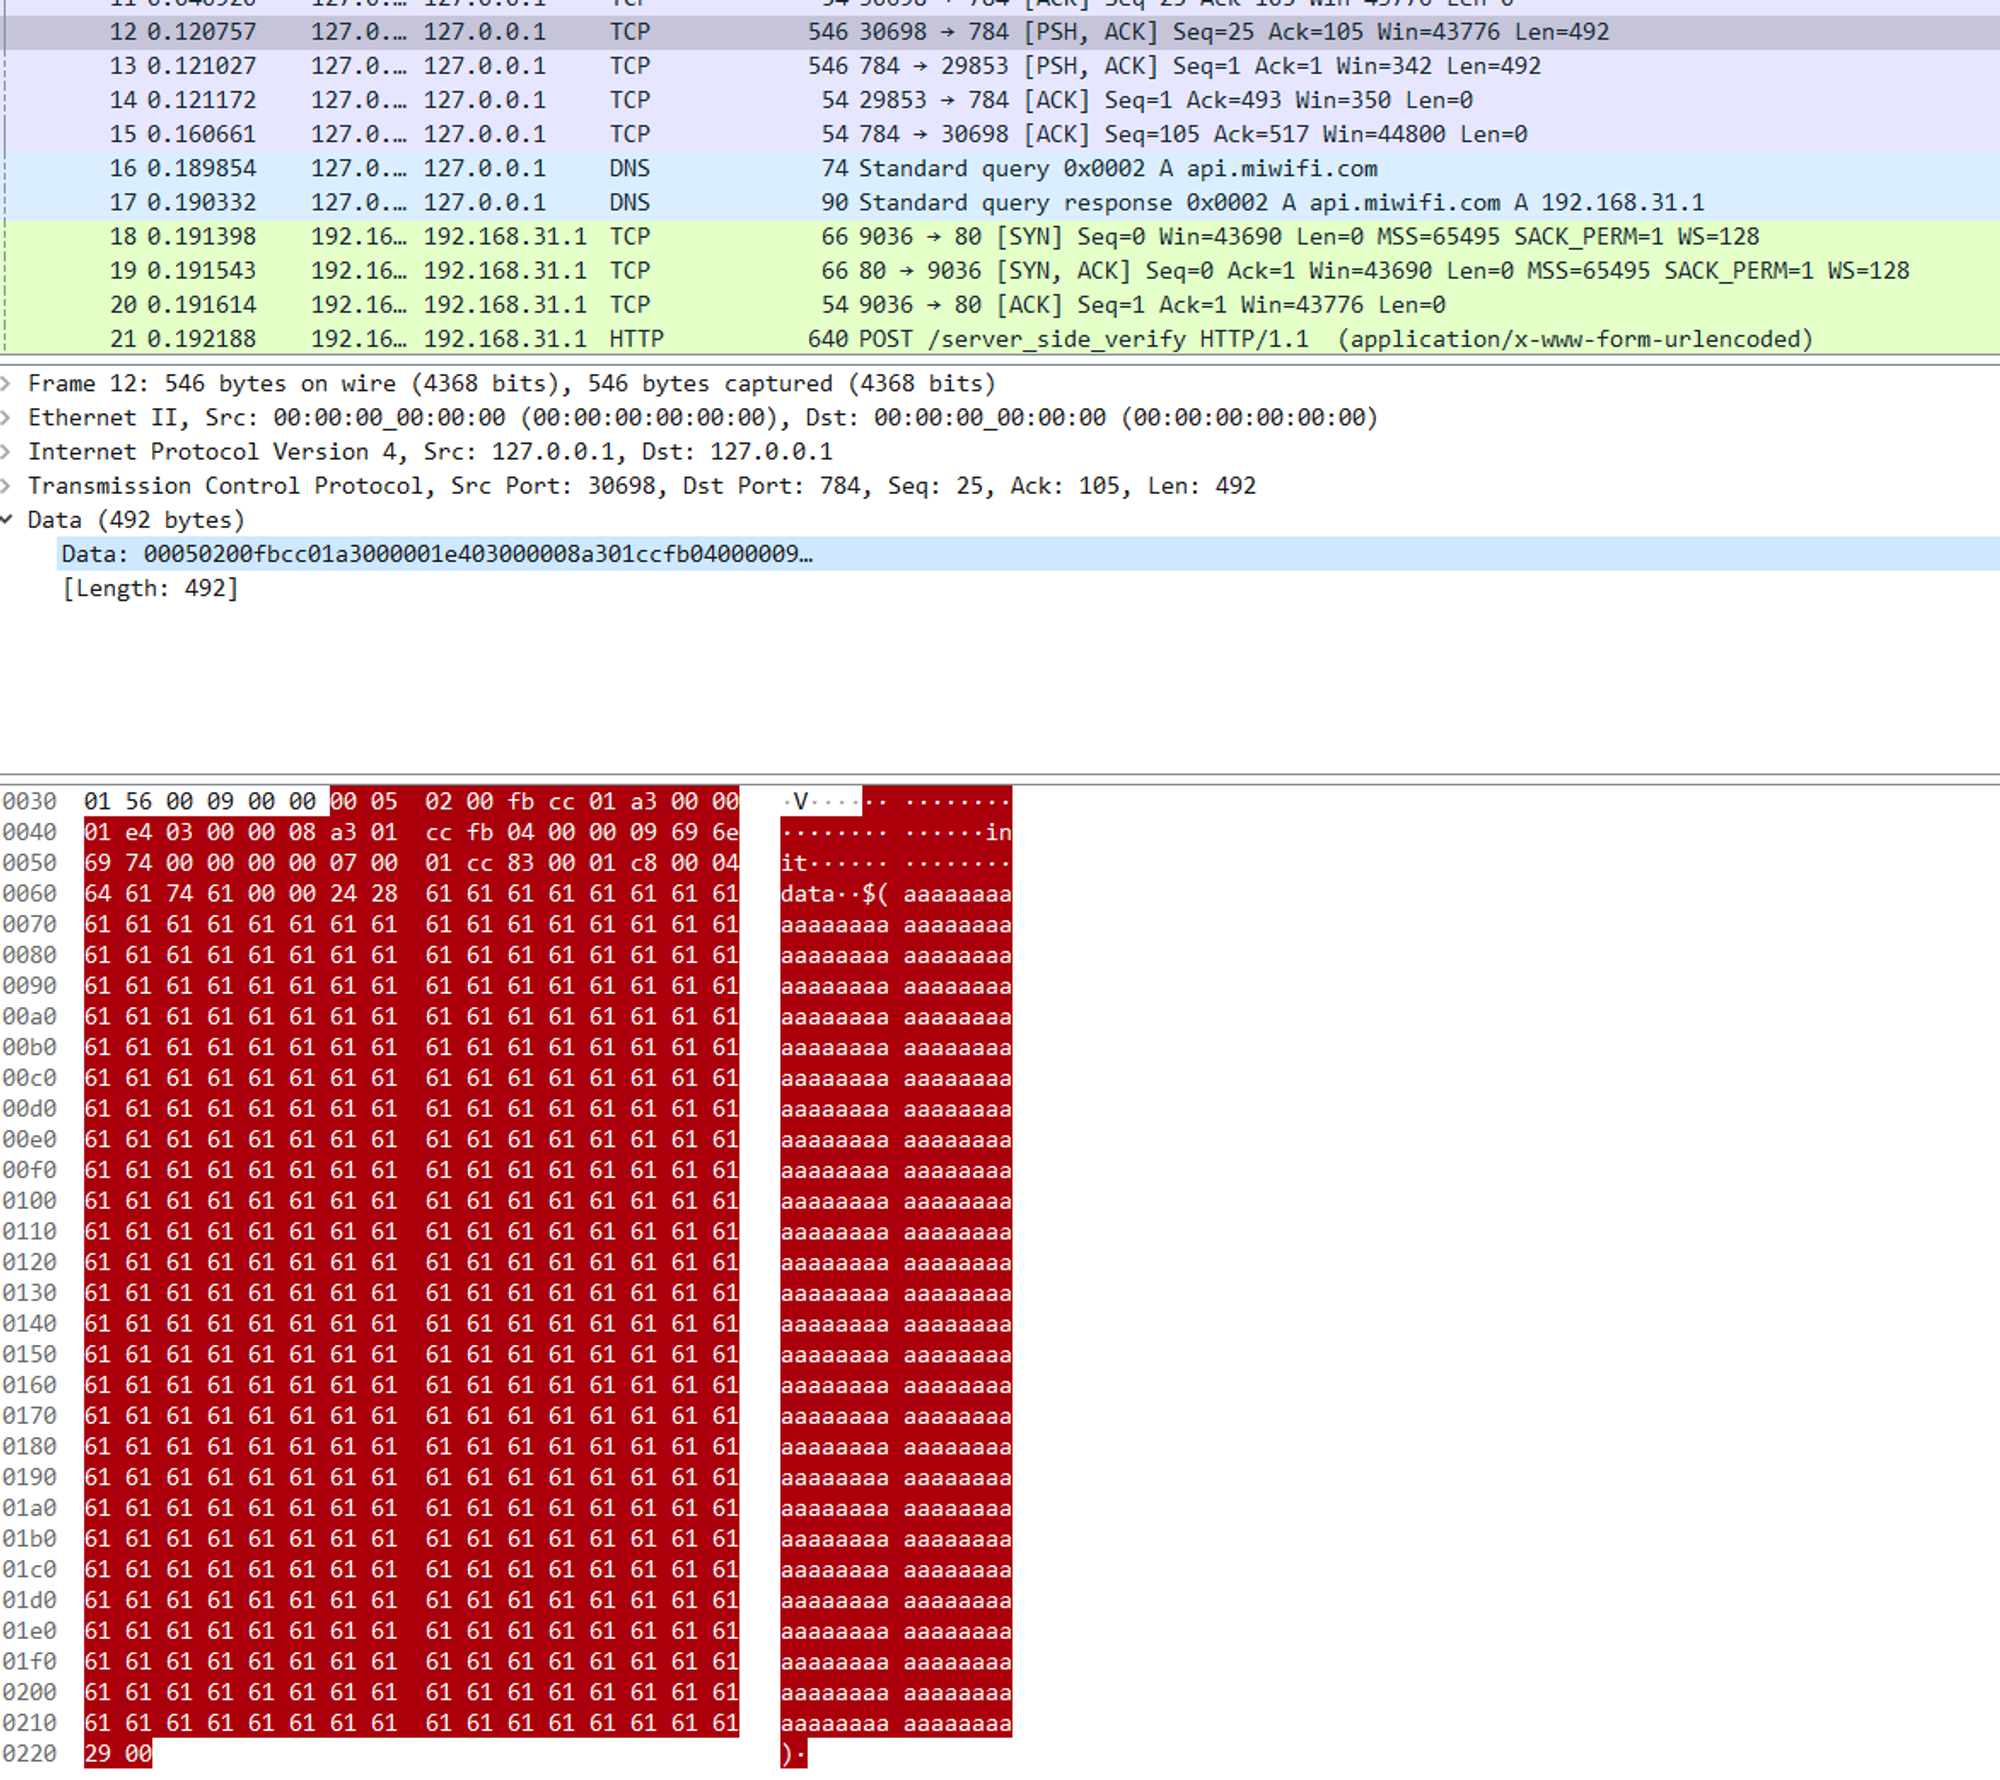 12 0.120757 127.0.… 127.0.0.1 TCP 546 30698 → 784 [PSH, ACK] Seq=25 Ack=105 Win=43776 Len=492
13 0.121027 127.0.… 127.0.0.1 TCP 546 784 → 29853 [PSH, ACK] Seq=1 Ack=1 Win=342 Len=492
14 0.121172 127.0.… 127.0.0.1 TCP 54 29853 → 784 [ACK] Seq=1 Ack=493 Win=350 Len=0
15 0.160661 127.0.… 127.0.0.1 TCP 54 784 → 30698 [ACK] Seq=105 Ack=517 Win=44800 Len=0
16 0.189854 127.0.… 127.0.0.1 DNS 74 Standard query 0x0002 A api.miwifi.com
17 0.190332 127.0.… 127.0.0.1 DNS 90 Standard query response 0x0002 A api.miwifi.com A 192.168.31.1
18 0.191398 192.16… 192.168.31.1 TCP 66 9036 → 80 [SYN] Seq=0 Win=43690 Len=0 MSS=65495 SACK_PERM=1 WS=128
19 0.191543 192.16… 192.168.31.1 TCP 66 80 → 9036 [SYN, ACK] Seq=0 Ack=1 Win=43690 Len=0 MSS=65495 SACK_PERM=1 WS=128
20 0.191614 192.16… 192.168.31.1 TCP 54 9036 → 80 [ACK] Seq=1 Ack=1 Win=43776 Len=0
21 0.192188 192.16… 192.168.31.1 HTTP 640 POST /server_side_verify HTTP/1.1 (application/x-www-form-urlencoded)
Frame 12: 546 bytes on wire (4368 bits), 546 bytes captured (4368 bits)
Ethernet II, Src: 00:00:00_00:00:00 (00:00:00:00:00:00), Dst: 00:00:00_00:00:00 (00:00:00:00:00:00)
Internet Protocol Version 4, Src: 127.0.0.1, Dst: 127.0.0.1
Transmission Control Protocol, Src Port: 30698, Dst Port: 784, Seq: 25, Ack: 105, Len: 492
Data (492 bytes)
Data: 00050200fbcc01a3000001e403000008a301ccfb04000009…
[Length: 492]
0030 01 56 00 09 00 00 00 05 02 00 fb cc 01 a3 00 00 ·V······ ········
0040 01 e4 03 00 00 08 a3 01 cc fb 04 00 00 09 69 6e ········ ······in
0050 69 74 00 00 00 00 07 00 01 cc 83 00 01 c8 00 04 it······ ········
0060 64 61 74 61 00 00 24 28 61 61 61 61 61 61 61 61 data··$( aaaaaaaa
0070 61 61 61 61 61 61 61 61 61 61 61 61 61 61 61 61 aaaaaaaa aaaaaaaa
0080 61 61 61 61 61 61 61 61 61 61 61 61 61 61 61 61 aaaaaaaa aaaaaaaa
0090 61 61 61 61 61 61 61 61 61 61 61 61 61 61 61 61 aaaaaaaa aaaaaaaa
00a0 61 61 61 61 61 61 61 61 61 61 61 61 61 61 61 61 aaaaaaaa aaaaaaaa
00b0 61 61 61 61 61 61 61 61 61 61 61 61 61 61 61 61 aaaaaaaa aaaaaaaa
00c0 61 61 61 61 61 61 61 61 61 61 61 61 61 61 61 61 aaaaaaaa aaaaaaaa
00d0 61 61 61 61 61 61 61 61 61 61 61 61 61 61 61 61 aaaaaaaa aaaaaaaa
00e0 61 61 61 61 61 61 61 61 61 61 61 61 61 61 61 61 aaaaaaaa aaaaaaaa
00f0 61 61 61 61 61 61 61 61 61 61 61 61 61 61 61 61 aaaaaaaa aaaaaaaa
0100 61 61 61 61 61 61 61 61 61 61 61 61 61 61 61 61 aaaaaaaa aaaaaaaa
0110 61 61 61 61 61 61 61 61 61 61 61 61 61 61 61 61 aaaaaaaa aaaaaaaa
0120 61 61 61 61 61 61 61 61 61 61 61 61 61 61 61 61 aaaaaaaa aaaaaaaa
0130 61 61 61 61 61 61 61 61 61 61 61 61 61 61 61 61 aaaaaaaa aaaaaaaa
0140 61 61 61 61 61 61 61 61 61 61 61 61 61 61 61 61 aaaaaaaa aaaaaaaa
0150 61 61 61 61 61 61 61 61 61 61 61 61 61 61 61 61 aaaaaaaa aaaaaaaa
0160 61 61 61 61 61 61 61 61 61 61 61 61 61 61 61 61 aaaaaaaa aaaaaaaa
0170 61 61 61 61 61 61 61 61 61 61 61 61 61 61 61 61 aaaaaaaa aaaaaaaa
0180 61 61 61 61 61 61 61 61 61 61 61 61 61 61 61 61 aaaaaaaa aaaaaaaa
0190 61 61 61 61 61 61 61 61 61 61 61 61 61 61 61 61 aaaaaaaa aaaaaaaa
01a0 61 61 61 61 61 61 61 61 61 61 61 61 61 61 61 61 aaaaaaaa aaaaaaaa
01b0 61 61 61 61 61 61 61 61 61 61 61 61 61 61 61 61 aaaaaaaa aaaaaaaa
01c0 61 61 61 61 61 61 61 61 61 61 61 61 61 61 61 61 aaaaaaaa aaaaaaaa
01d0 61 61 61 61 61 61 61 61 61 61 61 61 61 61 61 61 aaaaaaaa aaaaaaaa
01e0 61 61 61 61 61 61 61 61 61 61 61 61 61 61 61 61 aaaaaaaa aaaaaaaa
01f0 61 61 61 61 61 61 61 61 61 61 61 61 61 61 61 61 aaaaaaaa aaaaaaaa
0200 61 61 61 61 61 61 61 61 61 61 61 61 61 61 61 61 aaaaaaaa aaaaaaaa
0210 61 61 61 61 61 61 61 61 61 61 61 61 61 61 61 61 aaaaaaaa aaaaaaaa
0220 29 00 )·